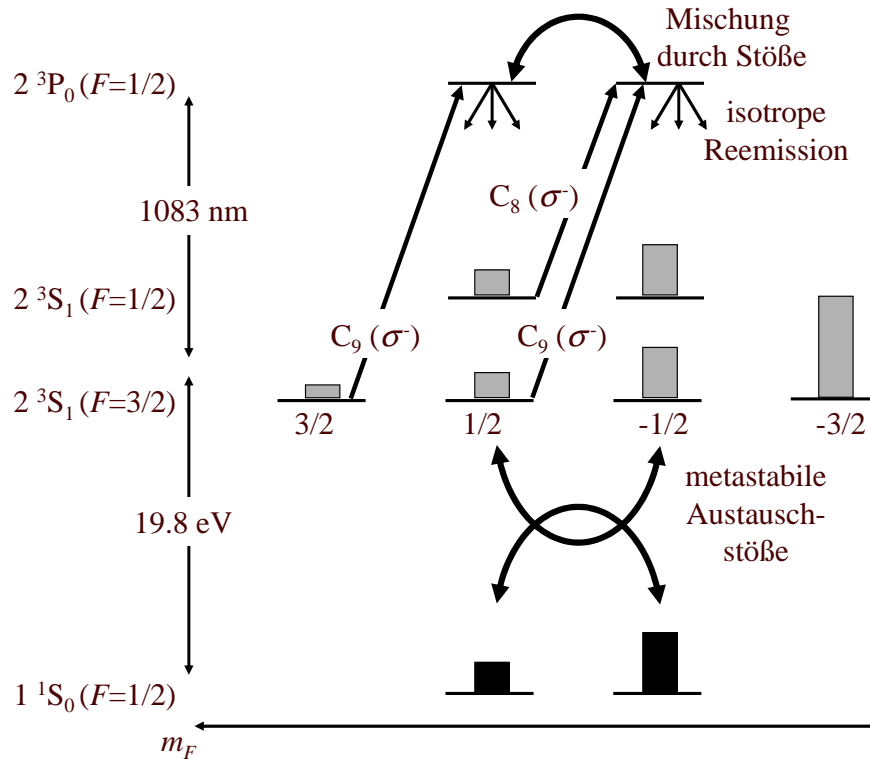 Mischung
durch Stöße
2 ³P₀ (F=1/2)
isotrope
Reemission
C₈ (σ⁻)
1083 nm
2 ³S₁ (F=1/2)
C₉ (σ⁻)
C₉ (σ⁻)
2 ³S₁ (F=3/2)
3/2
1/2
-1/2
-3/2
metastabile
Austausch-
stöße
19.8 eV
1 ¹S₀ (F=1/2)
m_F